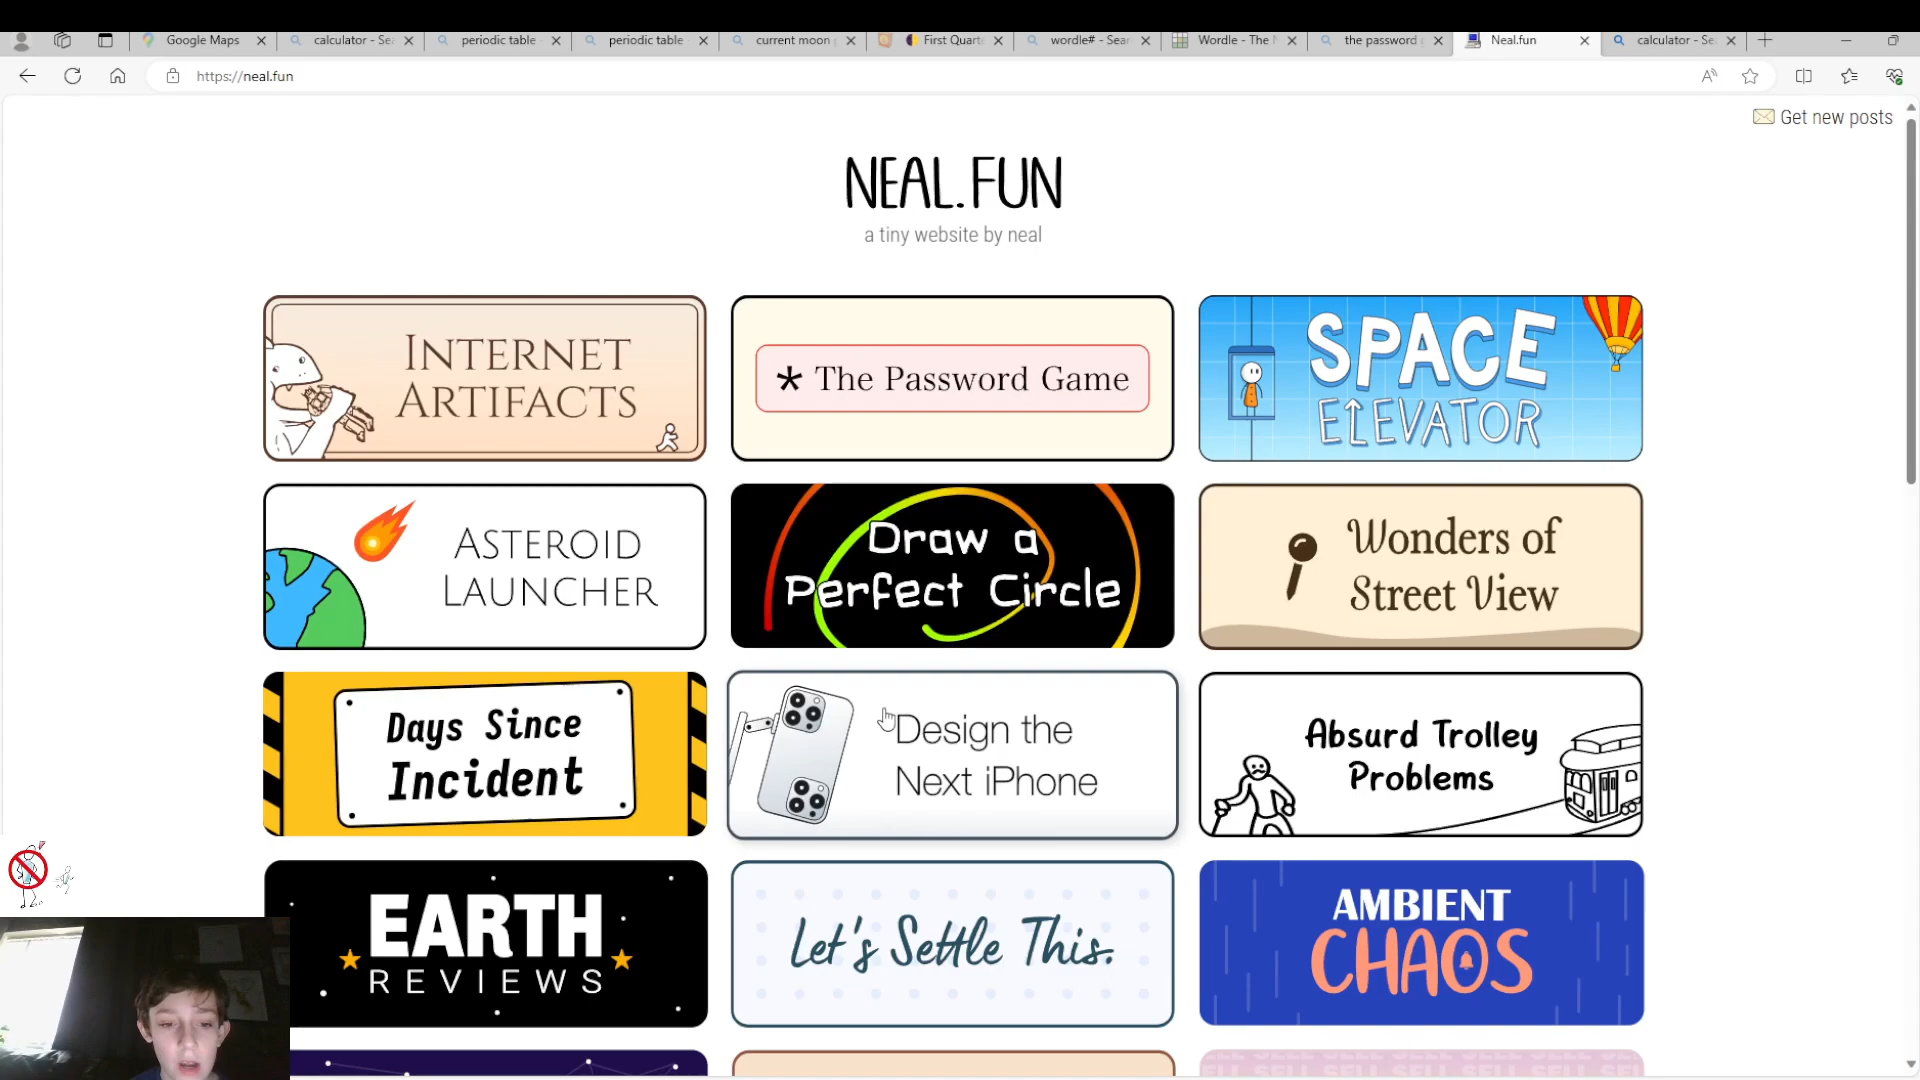 Google Maps
calculator - Sea
periodic table -
periodic table -
current moon p
First Quart
wordle# - Searc
Wordle - The N
the password g
Neal.fun
calculator - Sea
https://neal.fun
Get new posts
NEAL.FUN
a tiny website by neal
INTERNET
ARTIFACTS
* The Password Game
SPACE
ELEVATOR
ASTEROID
LAUNCHER
Draw a
Perfect Circle
Wonders of
Street View
Days Since
Incident
Design the
Next iPhone
Absurd Trolley
Problems
EARTH
REVIEWS
Let's Settle This.
AMBIENT
CHAOS